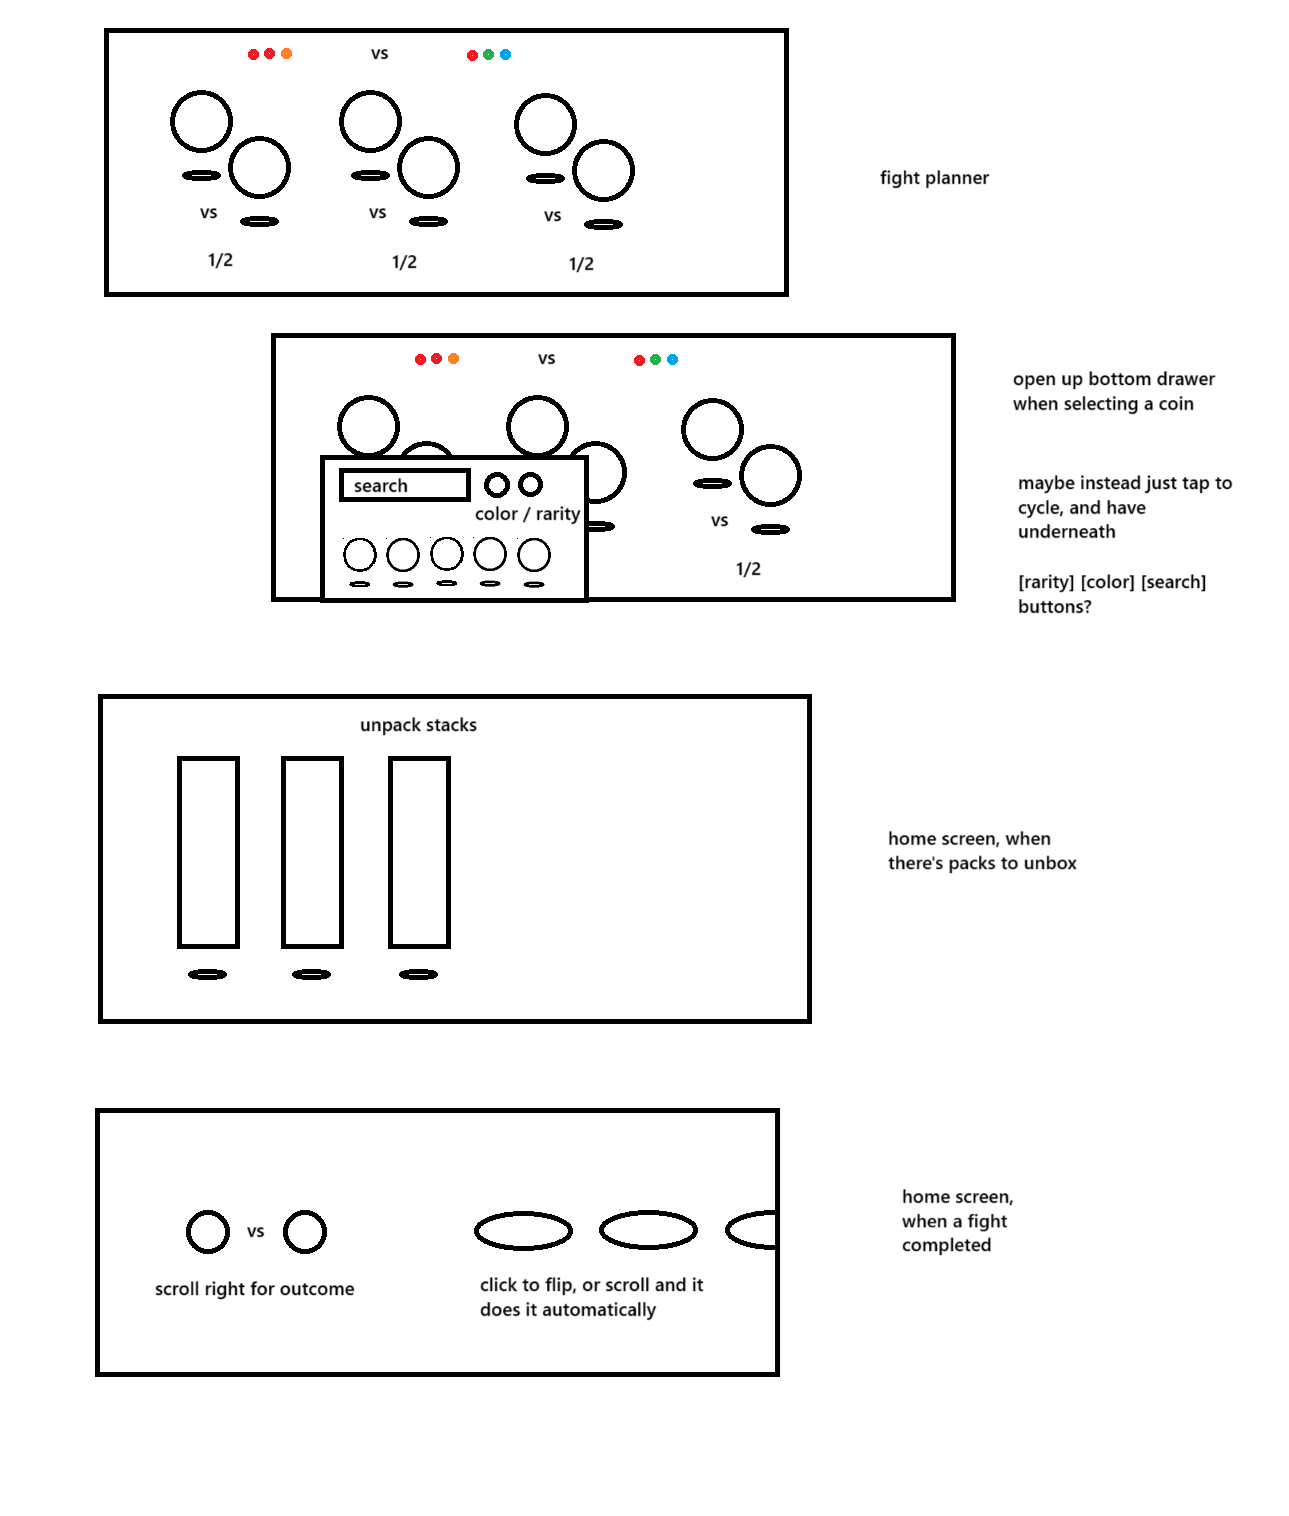 vs
vs
vs
vs
1/2
1/2
1/2
fight planner
vs
search
color / rarity
vs
1/2
open up bottom drawer
when selecting a coin
maybe instead just tap to
cycle, and have
underneath
[rarity] [color] [search]
buttons?
unpack stacks
home screen, when
there's packs to unbox
vs
scroll right for outcome
click to flip, or scroll and it
does it automatically
home screen,
when a fight
completed